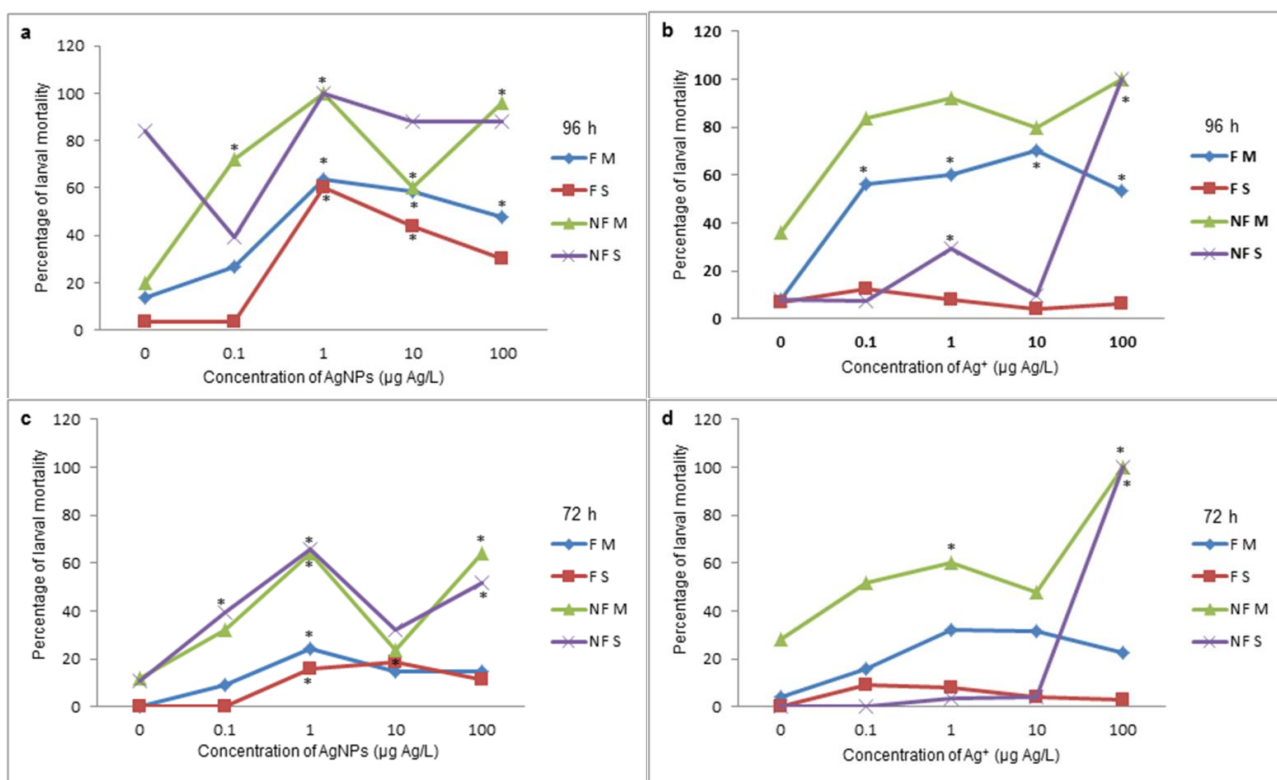 a
120
100
80
60
40
20
0
Percentage of larval mortality
0 0.1 1 10 100
Concentration of AgNPs (µg Ag/L)
* * * * * * * * *
96 h
F M
F S
NF M
NF S
b
120
100
80
60
40
20
0
Percentage of larval mortality
0 0.1 1 10 100
Concentration of Ag⁺ (µg Ag/L)
* * * * * *
96 h
F M
F S
NF M
NF S
c
120
100
80
60
40
20
0
Percentage of larval mortality
0 0.1 1 10 100
Concentration of AgNPs (µg Ag/L)
* * * * * * * *
72 h
F M
F S
NF M
NF S
d
120
100
80
60
40
20
0
Percentage of larval mortality
0 0.1 1 10 100
Concentration of Ag⁺ (µg Ag/L)
* * *
72 h
F M
F S
NF M
NF S